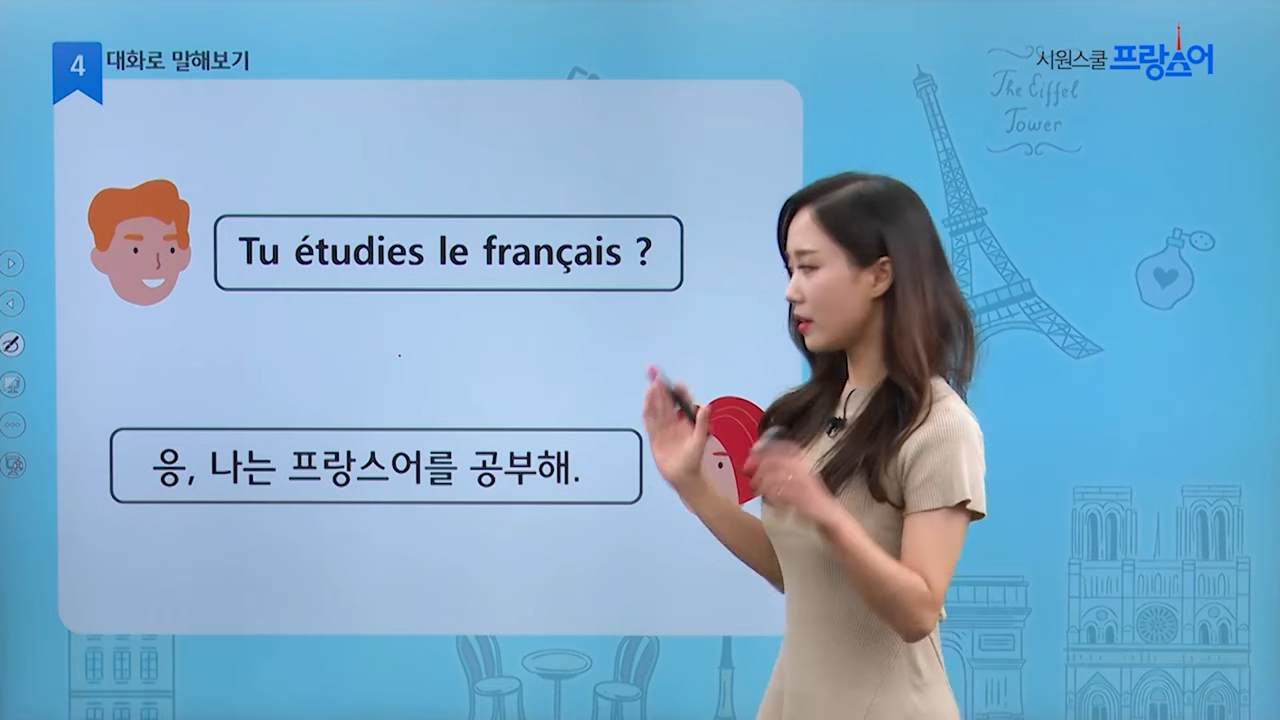 4 대화로 말해보기
시원스쿨 프랑스어
The Eiffel
Tower
Tu étudies le français ?
응, 나는 프랑스어를 공부해.